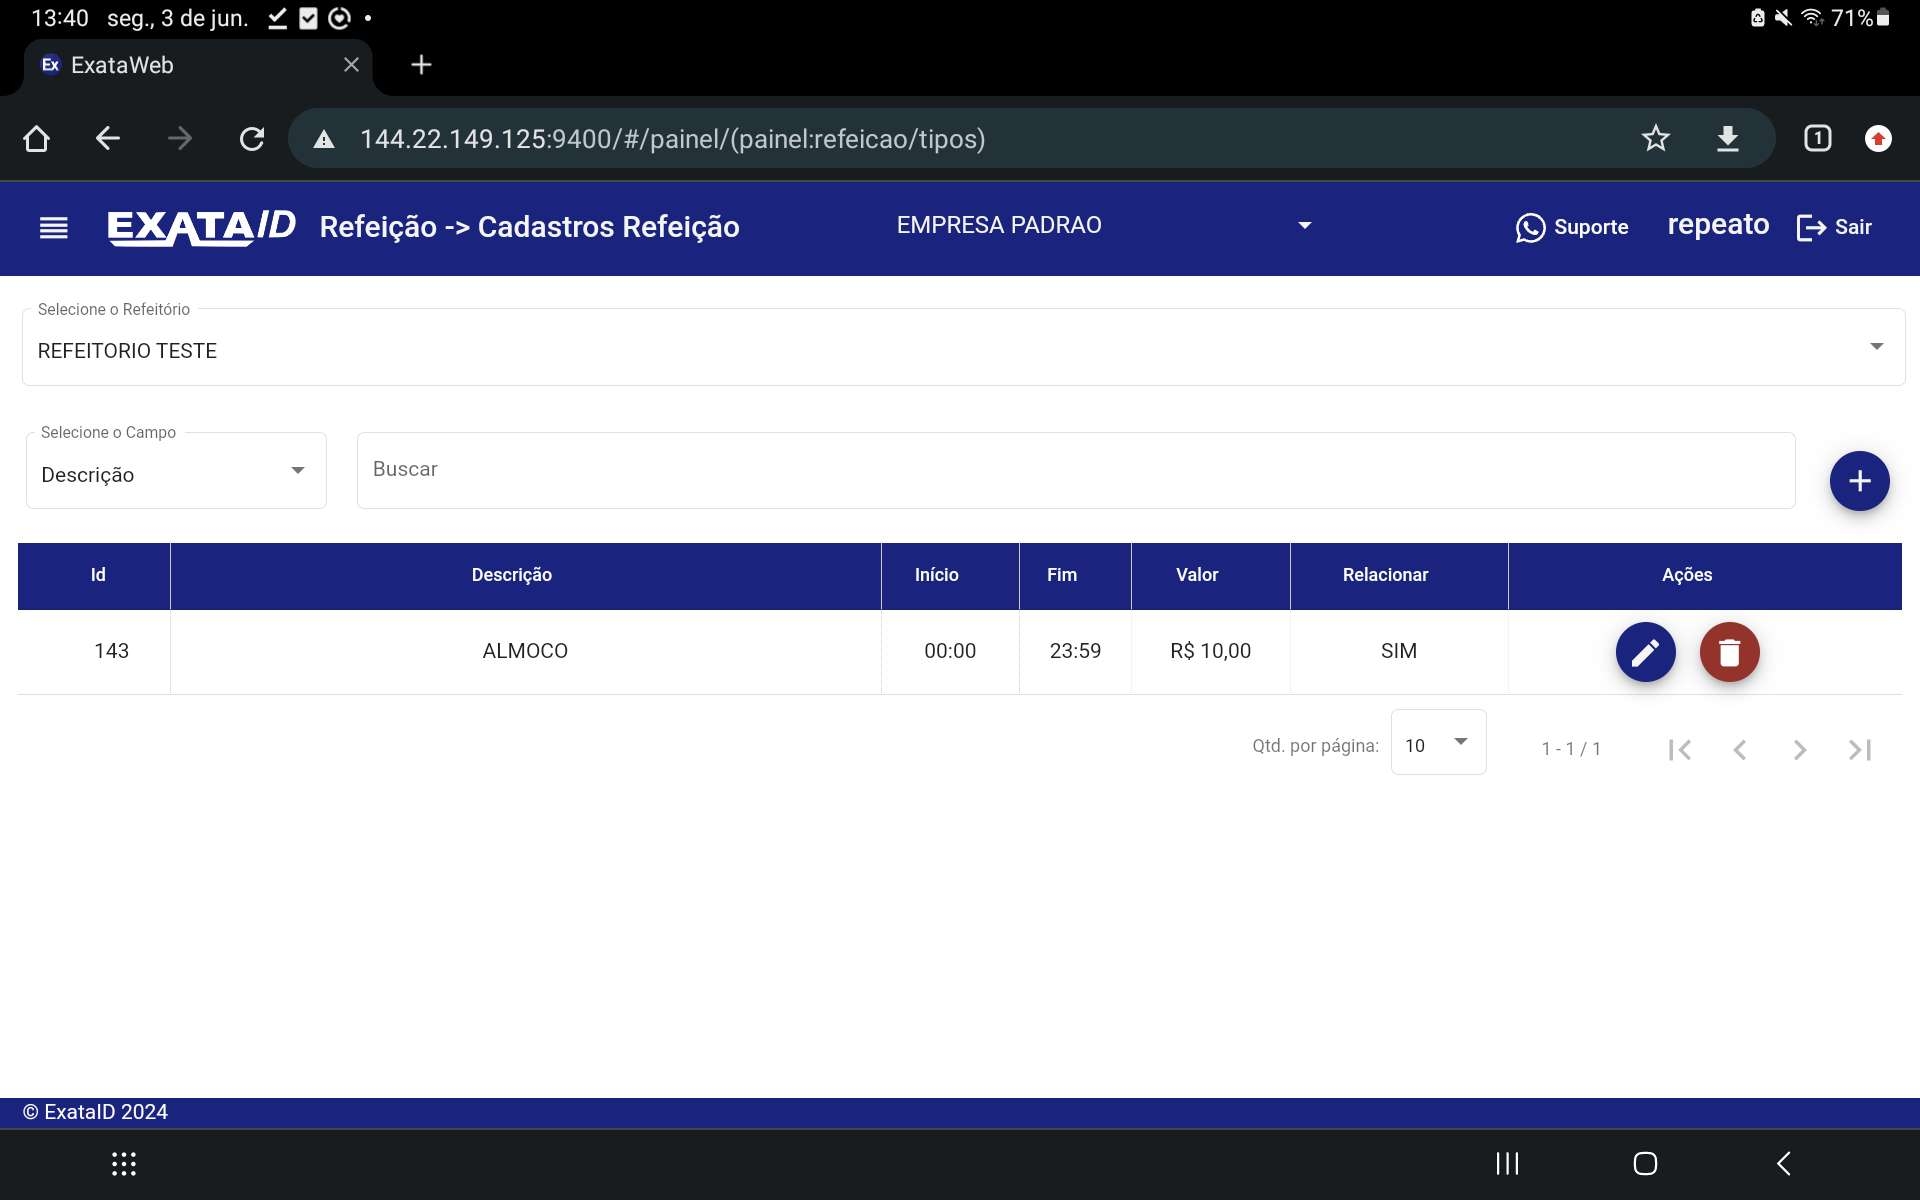 13:40 seg., 3 de jun.
71%
Ex ExataWeb
144.22.149.125:9400/#/painel/(painel:refeicao/tipos)
1
EXATAID Refeição -> Cadastros Refeição EMPRESA PADRAO Suporte repeato Sair
Selecione o Refeitório
REFEITORIO TESTE
Selecione o Campo
Descrição
Buscar
Id Descrição Início Fim Valor Relacionar Ações
143 ALMOCO 00:00 23:59 R$ 10,00 SIM
Qtd. por página: 10 1 - 1 / 1
© ExataID 2024